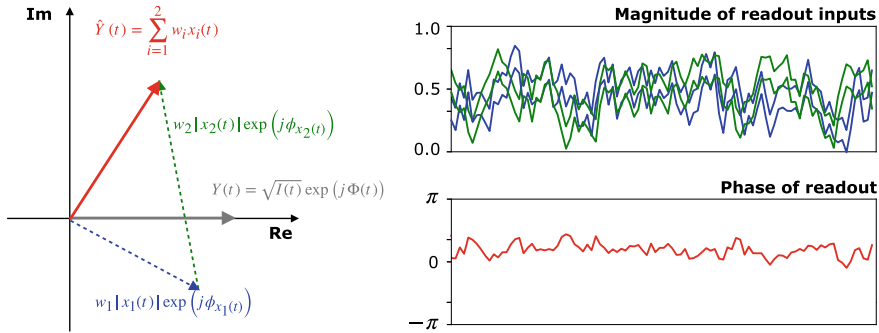 Im
Ŷ (t) = ∑_{i=1}^{2} w_i x_i(t)
w_2|x_2(t)|exp(jϕ_{x_2(t)})
Y(t) = √I(t) exp(jΦ(t))
Re
w_1|x_1(t)|exp(jϕ_{x_1(t)})
Magnitude of readout inputs
1.0
0.5
0.0
Phase of readout
π
0
−π